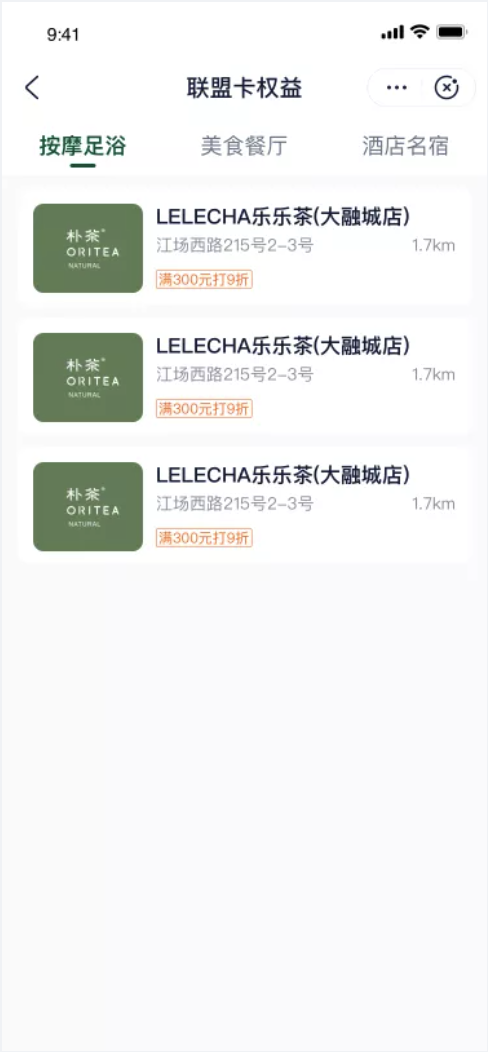 9:41
联盟卡权益
按摩足浴 美食餐厅 酒店名宿
朴茶
ORITEA
NATURAL
LELECHA乐乐茶(大融城店)
江场西路215号2-3号 1.7km
满300元打9折
朴茶
ORITEA
NATURAL
LELECHA乐乐茶(大融城店)
江场西路215号2-3号 1.7km
满300元打9折
朴茶
ORITEA
NATURAL
LELECHA乐乐茶(大融城店)
江场西路215号2-3号 1.7km
满300元打9折